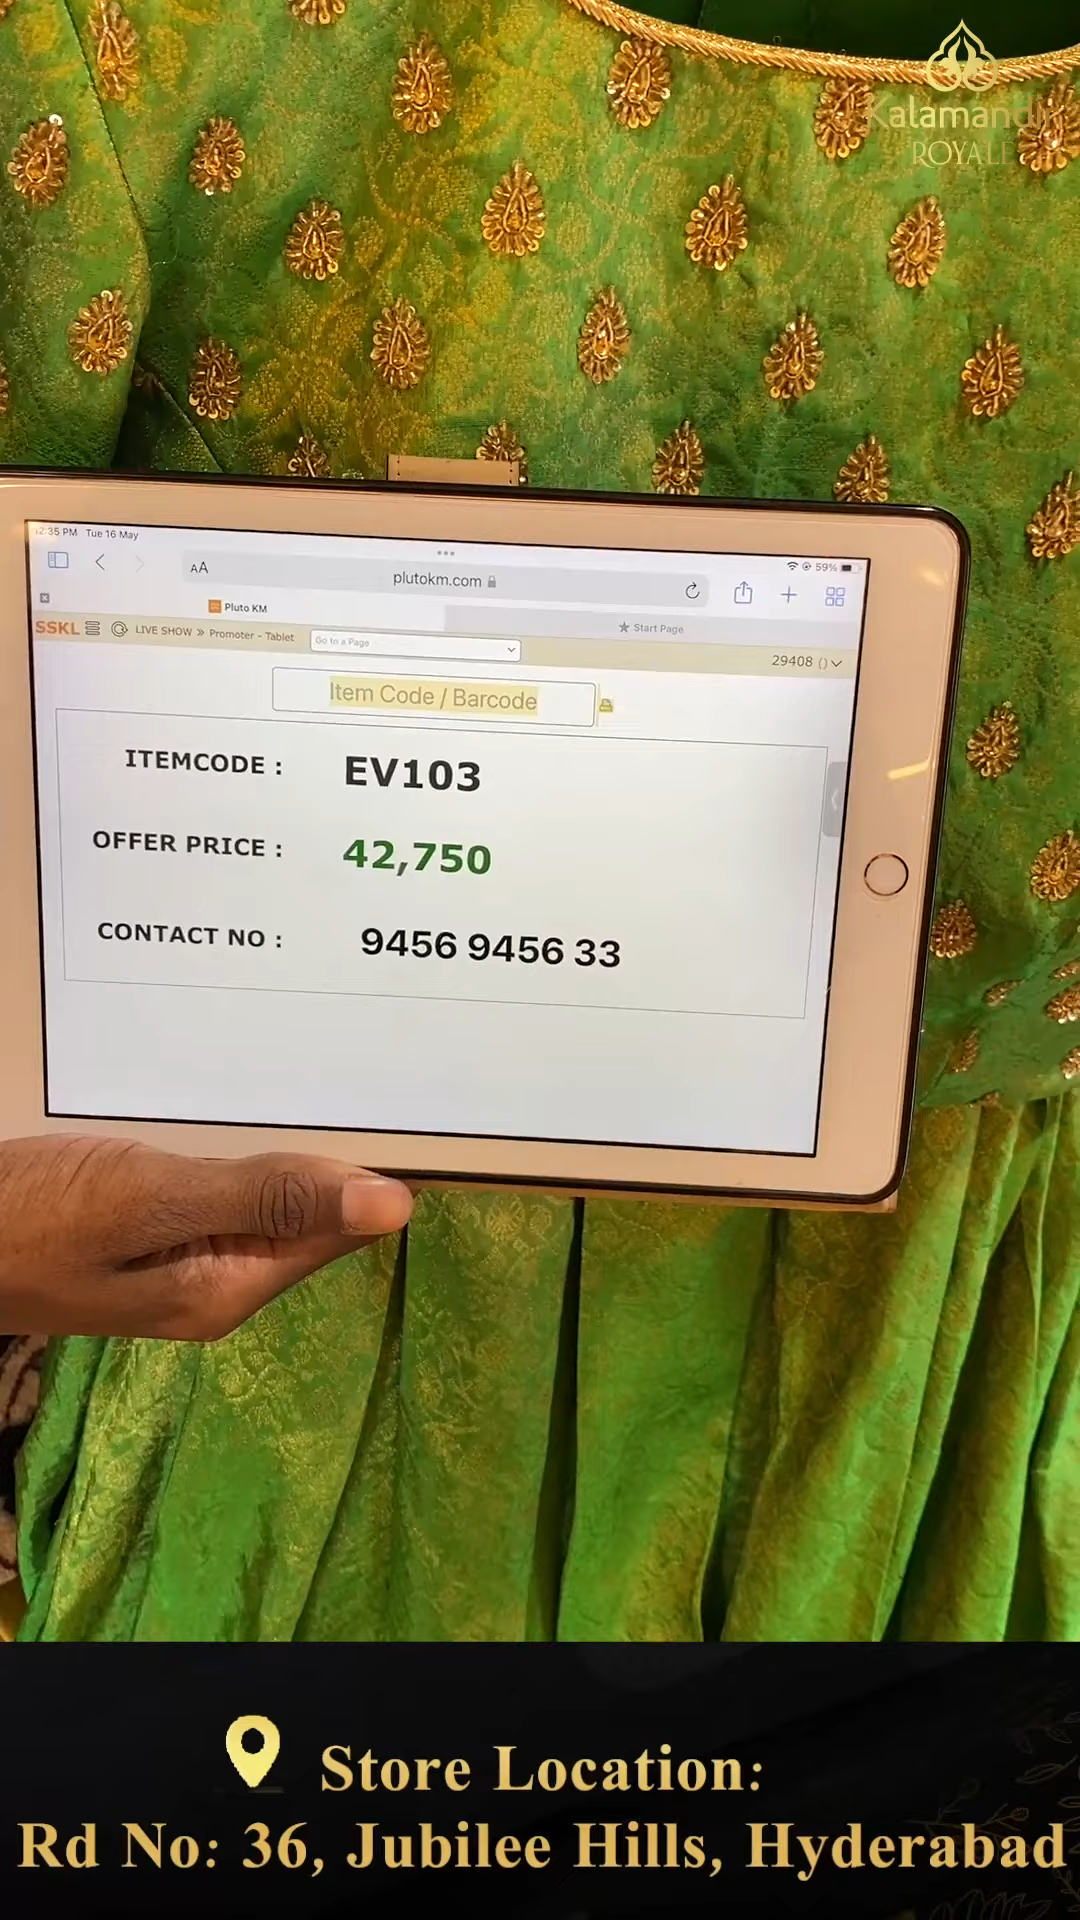 Kalamandir
ROYALE
12:35 PM Tue 16 May
59%
AA
plutokm.com
Pluto KM
Start Page
SSKL
LIVE SHOW » Promoter - Tablet
Go to a Page
29408 ()
Item Code / Barcode
ITEMCODE : EV103
OFFER PRICE : 42,750
CONTACT NO : 9456 9456 33
Store Location:
Rd No: 36, Jubilee Hills, Hyderabad